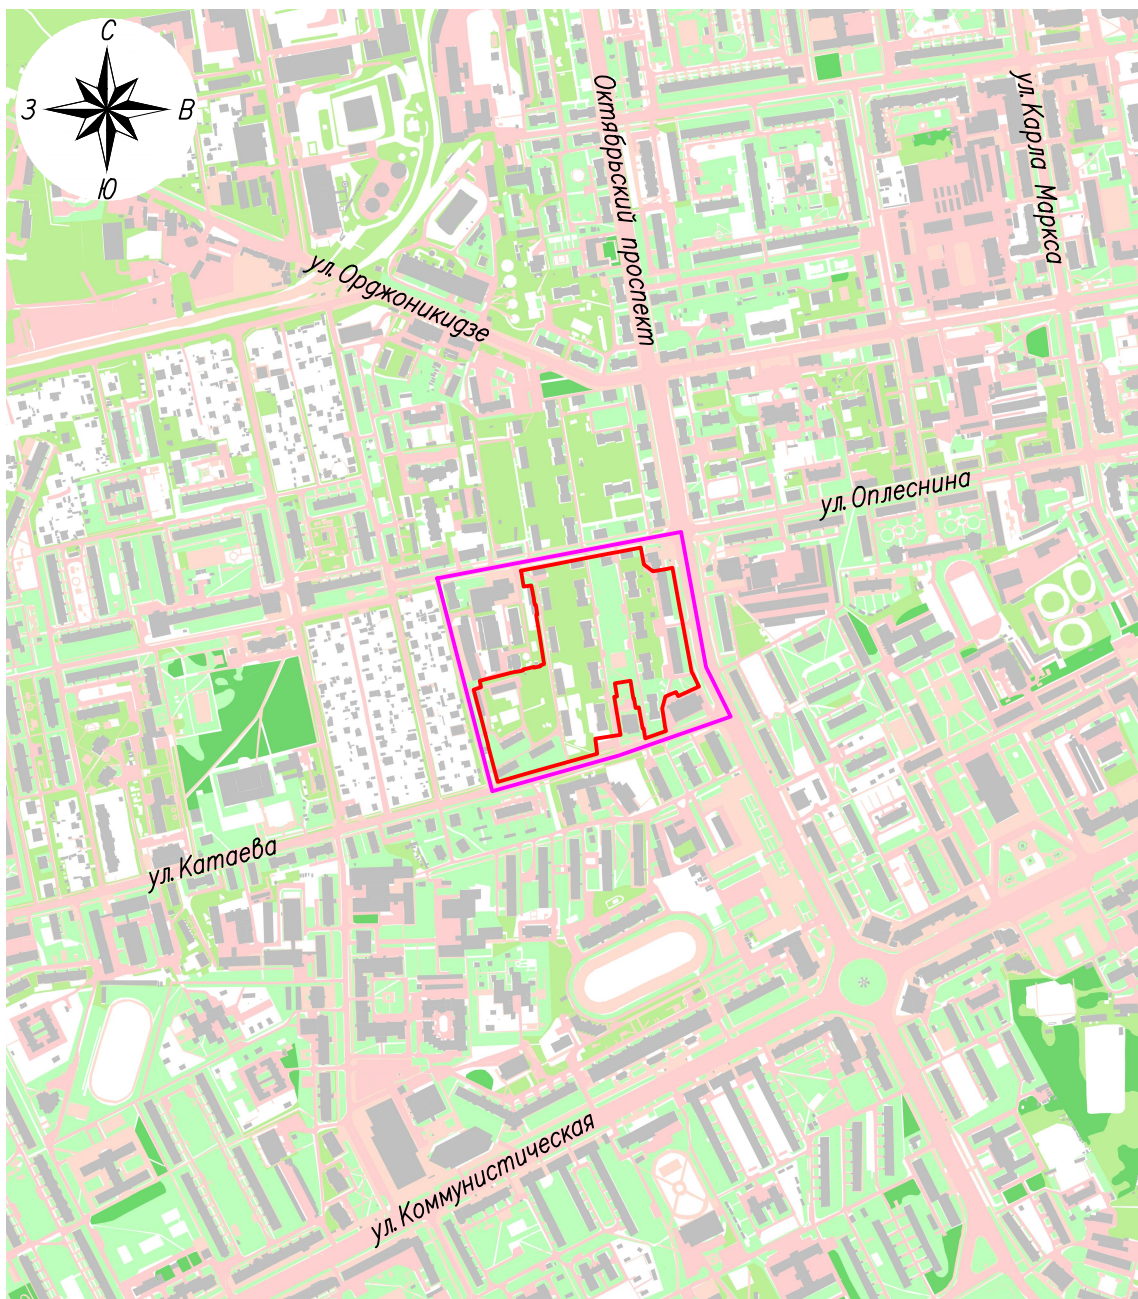 С
З
В
Ю
Октябрьский проспект
ул. Карла Маркса
ул. Орджоникидзе
ул. Оплеснина
ул. Катаева
ул. Коммунистическая